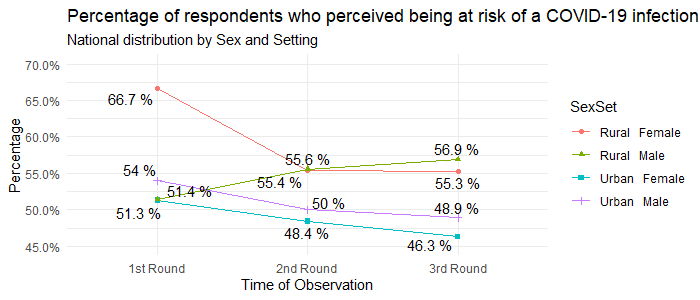 Percentage of respondents who perceived being at risk of a COVID-19 infection
National distribution by Sex and Setting
70.0%
65.0%
60.0%
55.0%
50.0%
45.0%
Percentage
66.7 %
54 %
51.4 %
51.3 %
55.6 %
55.4 %
50 %
48.4 %
56.9 %
55.3 %
48.9 %
46.3 %
1st Round
2nd Round
3rd Round
Time of Observation
SexSet
Rural Female
Rural Male
Urban Female
Urban Male